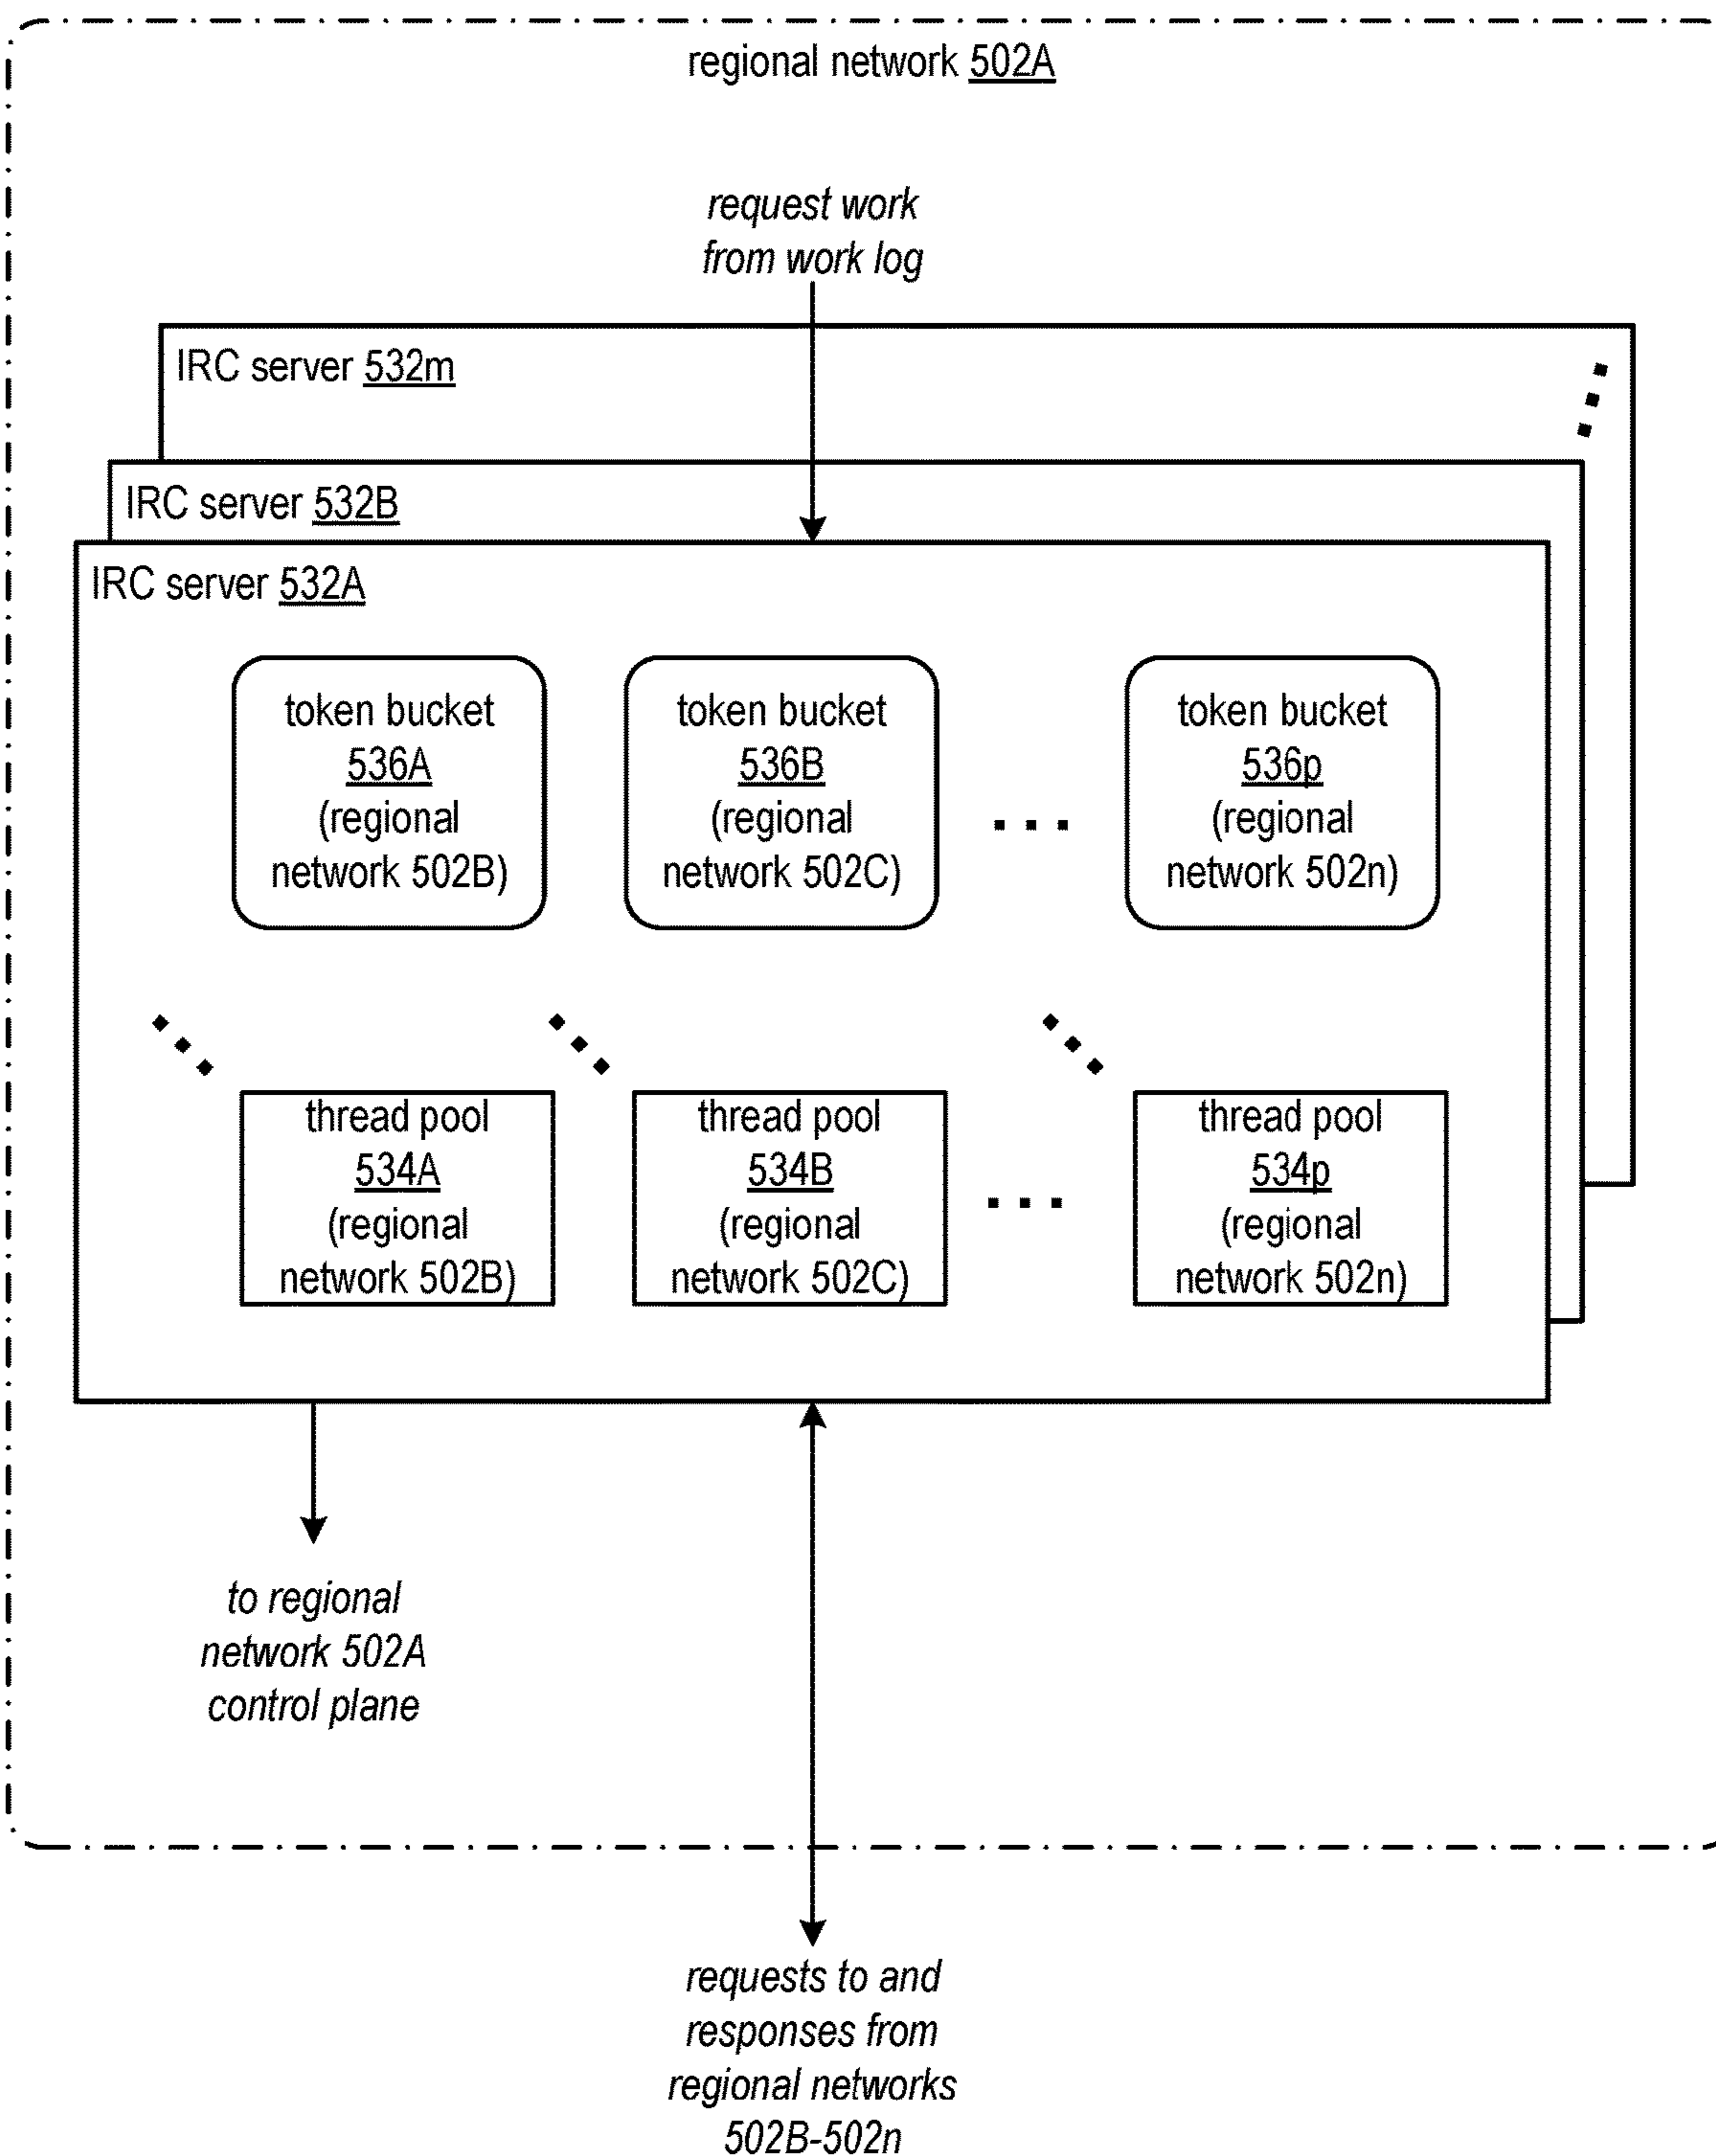 regional network 502A
request work
from work log
IRC server 532m
IRC server 532B
IRC server 532A
token bucket
536A
(regional
network 502B)
token bucket
536B
(regional
network 502C)
token bucket
536p
(regional
network 502n)
thread pool
534A
(regional
network 502B)
thread pool
534B
(regional
network 502C)
thread pool
534p
(regional
network 502n)
to regional
network 502A
control plane
requests to and
responses from
regional networks
502B-502n